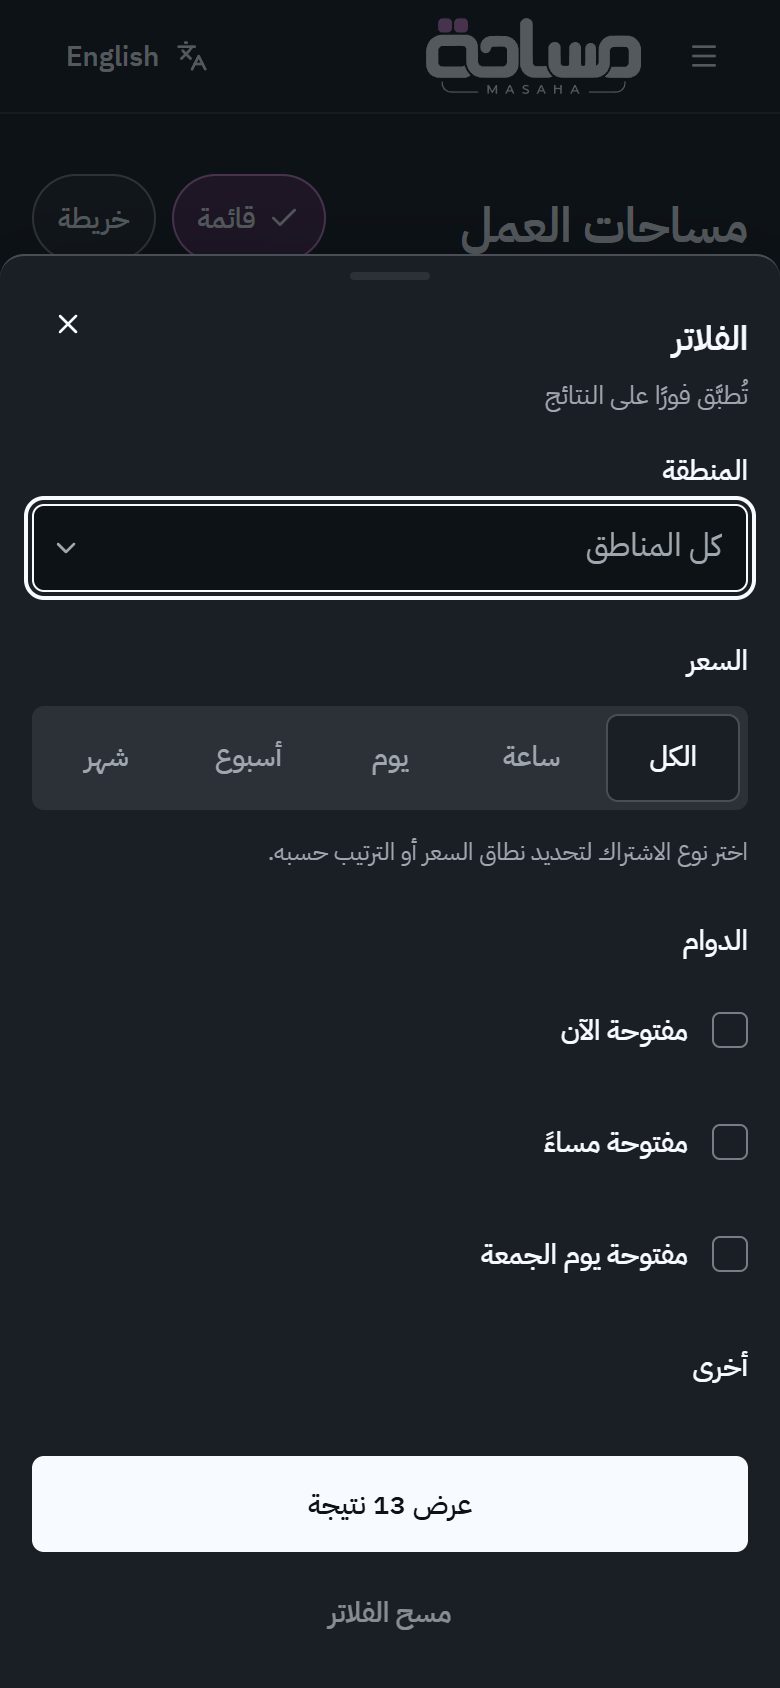 مساحة
MASAHA
English
مساحات العمل
قائمة
خريطة
الفلاتر
تُطبَّق فورًا على النتائج
المنطقة
كل المناطق
السعر
الكل
ساعة
يوم
أسبوع
شهر
اختر نوع الاشتراك لتحديد نطاق السعر أو الترتيب حسبه.
الدوام
مفتوحة الآن
مفتوحة مساءً
مفتوحة يوم الجمعة
أخرى
عرض 13 نتيجة
مسح الفلاتر